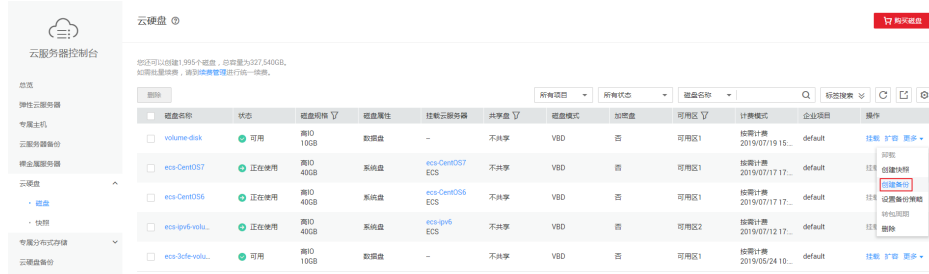 云硬盘
购买磁盘
云服务器控制台
您还可以创建1,995个磁盘，总容量为327,540GB。
如需批量续费，请到续费管理进行统一续费。
总览
弹性云服务器
专属主机
云服务器备份
裸金属服务器
云硬盘
磁盘
快照
专属分布式存储
云硬盘备份
删除
所有项目 所有状态 磁盘名称 标签搜索
磁盘名称 状态 磁盘规格 磁盘属性 挂载云服务器 共享盘 磁盘模式 加密盘 可用区 计费模式 企业项目 操作
volume-disk 可用 高IO 10GB 数据盘 -- 不共享 VBD 否 可用区1 按需计费 2019/07/19 15:... default 挂载 扩容 更多
ecs-CentOS7 正在使用 高IO 40GB 系统盘 ecs-CentOS7 ECS 不共享 VBD 否 可用区1 按需计费 2019/07/17 17:... default
ecs-CentOS6 正在使用 高IO 40GB 系统盘 ecs-CentOS6 ECS 不共享 VBD 否 可用区1 按需计费 2019/07/17 17:... default
ecs-ipv6-volu... 正在使用 高IO 40GB 系统盘 ecs-ipv6 ECS 不共享 VBD 否 可用区2 按需计费 2019/07/12 17:... default
ecs-3cfe-volu... 可用 高IO 10GB 数据盘 -- 不共享 VBD 否 可用区1 按需计费 2019/05/24 10:... default 挂载 扩容 更多
卸载
创建快照
创建备份
设置备份策略
转包周期
删除